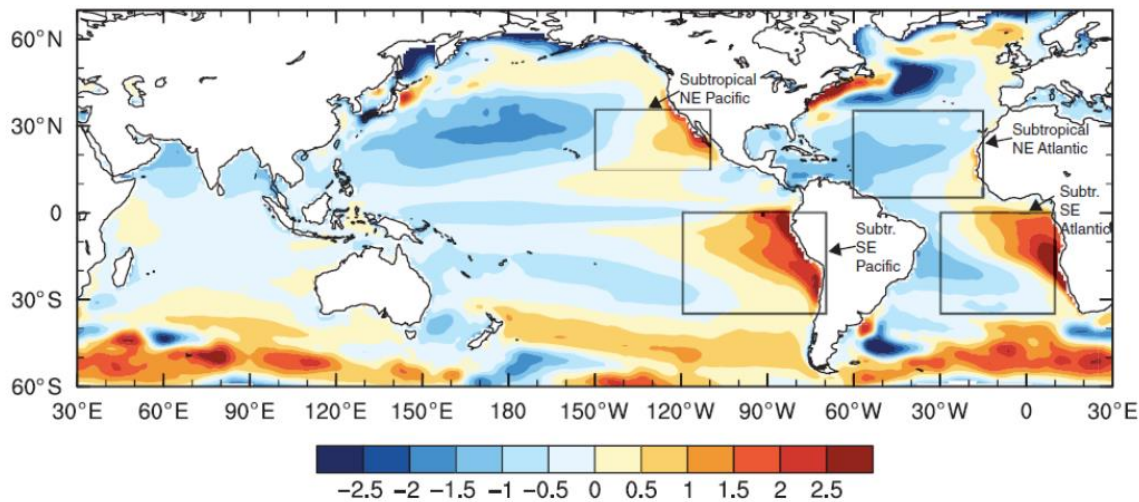 60°N
30°N
0
30°S
60°S
Subtropical
NE Pacific
Subtropical
NE Atlantic
Subtr.
SE
Atlantic
Subtr.
SE
Pacific
30°E 60°E 90°E 120°E 150°E 180 150°W 120°W 90°W 60°W 30°W 0 30°E
−2.5 −2 −1.5 −1 −0.5 0 0.5 1 1.5 2 2.5